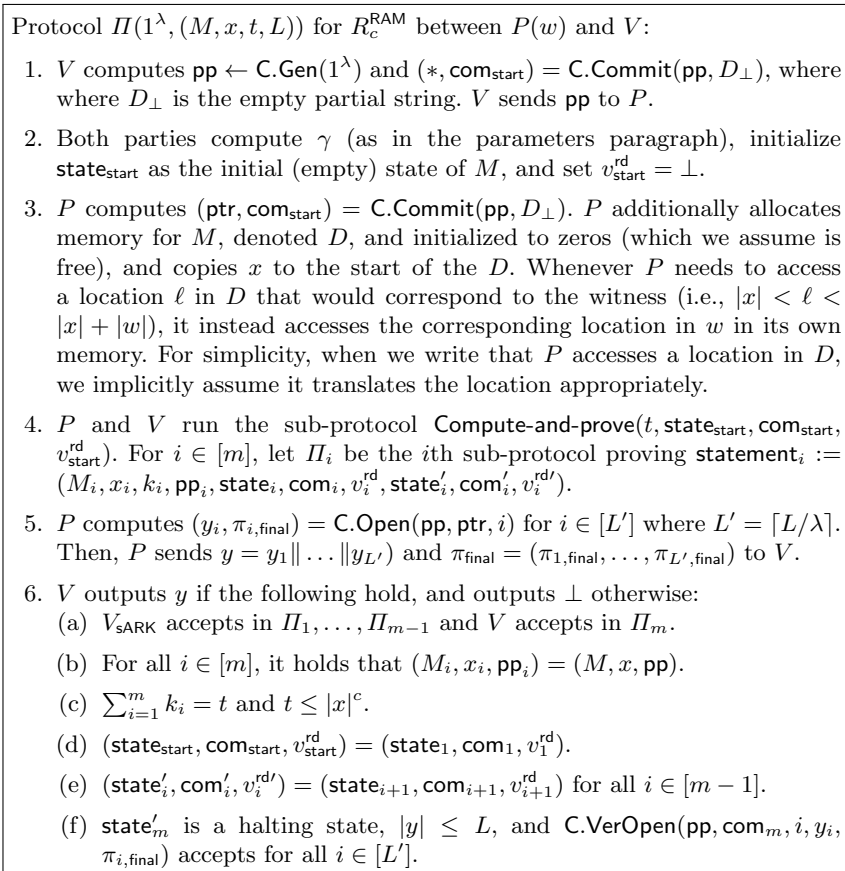 Protocol Π(1^λ, (M, x, t, L)) for R_c^RAM between P(w) and V:
1. V computes pp ← C.Gen(1^λ) and (∗, com_start) = C.Commit(pp, D_⊥), where
where D_⊥ is the empty partial string. V sends pp to P.
2. Both parties compute γ (as in the parameters paragraph), initialize
state_start as the initial (empty) state of M, and set v_start^rd = ⊥.
3. P computes (ptr, com_start) = C.Commit(pp, D_⊥). P additionally allocates
memory for M, denoted D, and initialized to zeros (which we assume is
free), and copies x to the start of the D. Whenever P needs to access
a location ℓ in D that would correspond to the witness (i.e., |x| < ℓ <
|x| + |w|), it instead accesses the corresponding location in w in its own
memory. For simplicity, when we write that P accesses a location in D,
we implicitly assume it translates the location appropriately.
4. P and V run the sub-protocol Compute-and-prove(t, state_start, com_start,
v_start^rd). For i ∈ [m], let Π_i be the ith sub-protocol proving statement_i :=
(M_i, x_i, k_i, pp_i, state_i, com_i, v_i^rd, state′_i, com′_i, v_i^rd′).
5. P computes (y_i, π_i,final) = C.Open(pp, ptr, i) for i ∈ [L′] where L′ = ⌈L/λ⌉.
Then, P sends y = y_1‖ . . . ‖y_L′) and π_final = (π_1,final, . . . , π_L′,final) to V.
6. V outputs y if the following hold, and outputs ⊥ otherwise:
(a) V_sARK accepts in Π_1, . . . , Π_m−1 and V accepts in Π_m.
(b) For all i ∈ [m], it holds that (M_i, x_i, pp_i) = (M, x, pp).
(c) ∑_{i=1}^m k_i = t and t ≤ |x|^c.
(d) (state_start, com_start, v_start^rd) = (state_1, com_1, v_1^rd).
(e) (state′_i, com′_i, v_i^rd′) = (state_i+1, com_i+1, v_i+1^rd) for all i ∈ [m − 1].
(f) state′_m is a halting state, |y| ≤ L, and C.VerOpen(pp, com_m, i, y_i,
π_i,final) accepts for all i ∈ [L′].